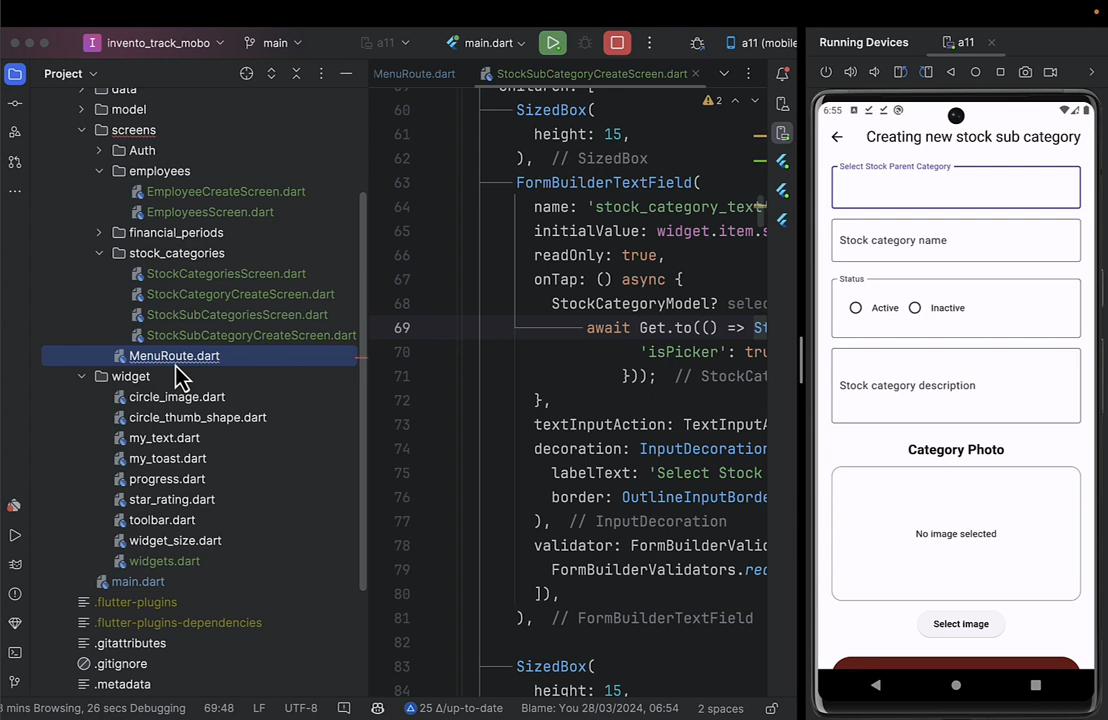 invento_track_mobo
main
a11
main.dart
a11 (mobile
Running Devices
a11
Project
MenuRoute.dart
StockSubCategoryCreateScreen.dart
data
model
screens
Auth
employees
EmployeeCreateScreen.dart
EmployeesScreen.dart
financial_periods
stock_categories
StockCategoriesScreen.dart
StockCategoryCreateScreen.dart
StockSubCategoriesScreen.dart
StockSubCategoryCreateScreen.dart
MenuRoute.dart
widget
circle_image.dart
circle_thumb_shape.dart
my_text.dart
my_toast.dart
progress.dart
star_rating.dart
toolbar.dart
widget_size.dart
widgets.dart
main.dart
.flutter-plugins
.flutter-plugins-dependencies
.gitattributes
.gitignore
.metadata
2
children: [
60 SizedBox(
61 height: 15,
62 ), // SizedBox
63 FormBuilderTextField(
64 name: 'stock_category_text'
65 initialValue: widget.item.s
66 readOnly: true,
67 onTap: () async {
68 StockCategoryModel? selec
69 await Get.to(() => St
70 'isPicker': tru
71 })); // StockCat
72 },
73 textInputAction: TextInputA
74 decoration: InputDecoration
75 labelText: 'Select Stock
76 border: OutlineInputBorde
77 ), // InputDecoration
78 validator: FormBuilderValid
79 FormBuilderValidators.req
80 ]),
81 ), // FormBuilderTextField
82
83 SizedBox(
84 height: 15,
6:55
Creating new stock sub category
Select Stock Parent Category
Stock category name
Status
Active Inactive
Stock category description
Category Photo
No image selected
Select image
3 mins Browsing, 26 secs Debugging
69:48
LF
UTF-8
25 Δ/up-to-date
Blame: You 28/03/2024, 06:54
2 spaces